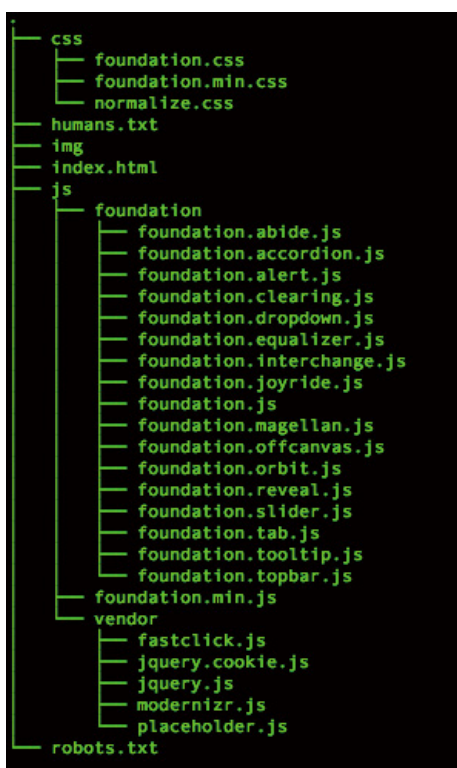 .
├── css
│   ├── foundation.css
│   ├── foundation.min.css
│   └── normalize.css
├── humans.txt
├── img
├── index.html
├── js
│   ├── foundation
│   │   ├── foundation.abide.js
│   │   ├── foundation.accordion.js
│   │   ├── foundation.alert.js
│   │   ├── foundation.clearing.js
│   │   ├── foundation.dropdown.js
│   │   ├── foundation.equalizer.js
│   │   ├── foundation.interchange.js
│   │   ├── foundation.joyride.js
│   │   ├── foundation.js
│   │   ├── foundation.magellan.js
│   │   ├── foundation.offcanvas.js
│   │   ├── foundation.orbit.js
│   │   ├── foundation.reveal.js
│   │   ├── foundation.slider.js
│   │   ├── foundation.tab.js
│   │   ├── foundation.tooltip.js
│   │   └── foundation.topbar.js
│   ├── foundation.min.js
│   └── vendor
│       ├── fastclick.js
│       ├── jquery.cookie.js
│       ├── jquery.js
│       ├── modernizr.js
│       └── placeholder.js
└── robots.txt